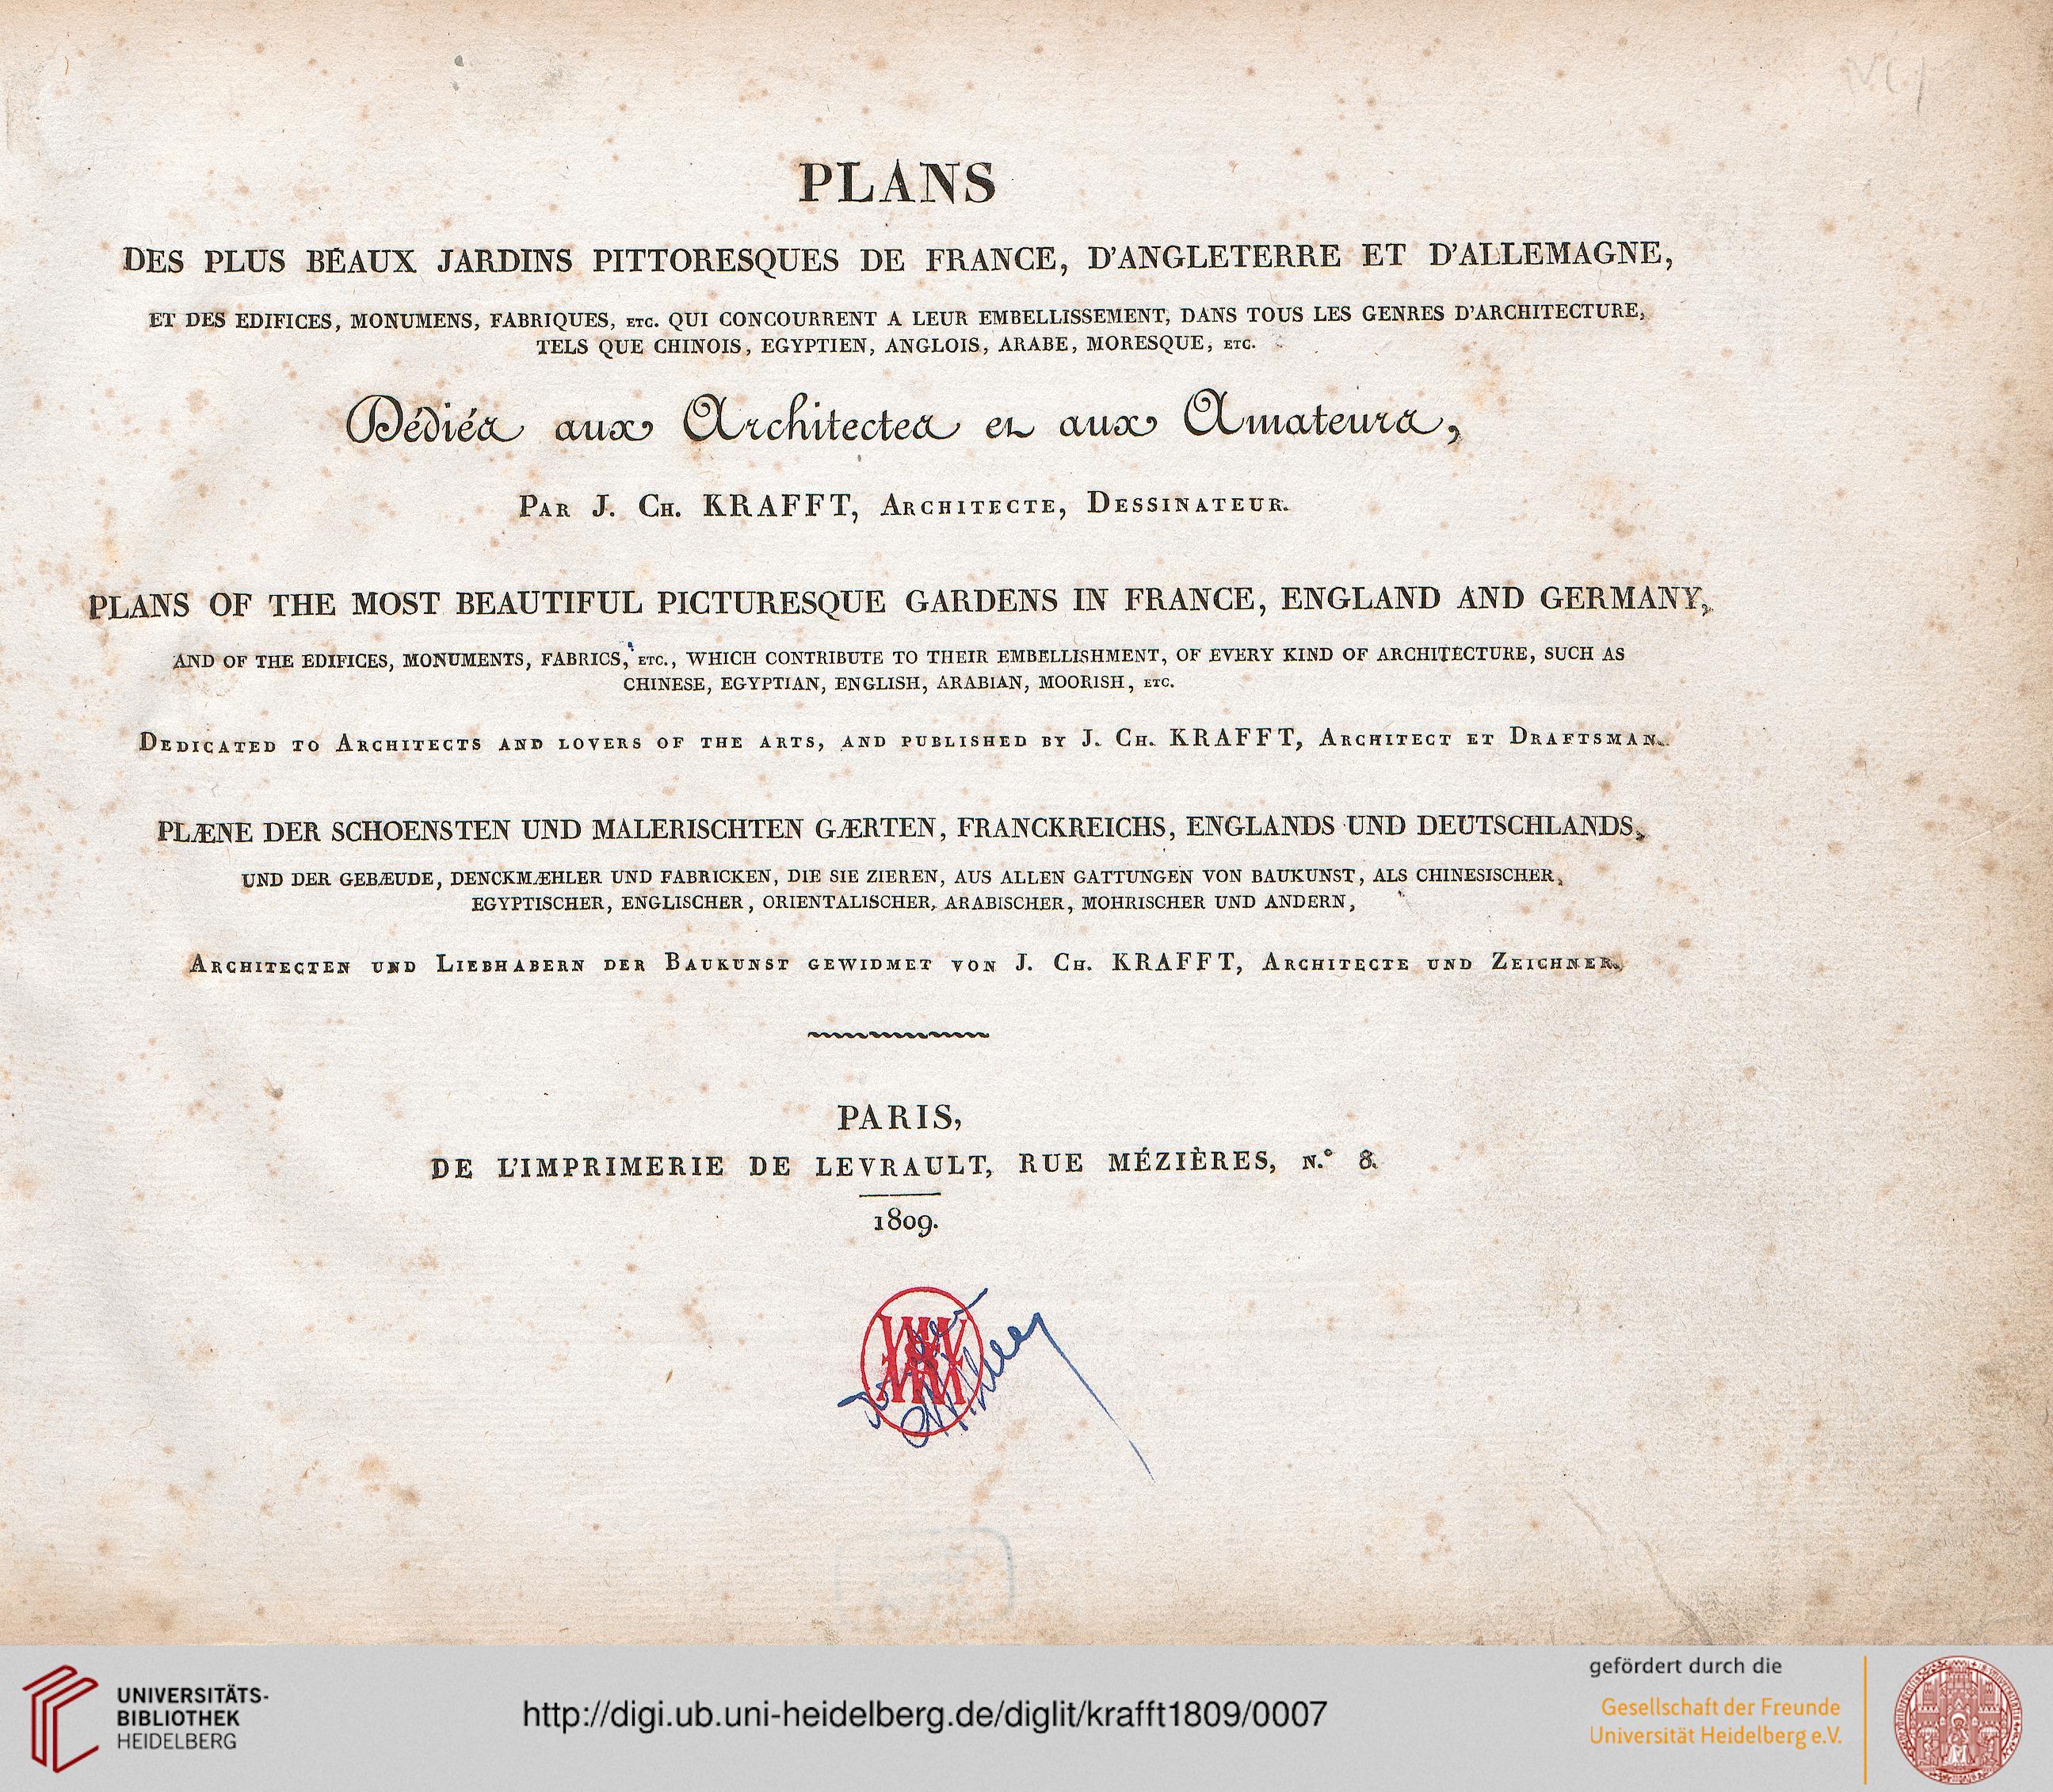 PLANS
DES PLUS BEAUX JARDINS PITTORESQUES DE FRANCE, D'ANGLETERRE ET D'ALLEMAGNE,
ET DES EDIFICES, MONUMENS, FABRIQUES, ETC. QUI CONCOURRENT A LEUR EMBELLISSEMENT, DANS TOUS LES GENRES D'ARCHITECTURE,
TELS QUE CHINOIS, EGYPTIEN, ANGLOIS, ARABE, MORESQUE, ETC.
Dédiés aux Architectes et aux Amateurs,
PAR J. CH. KRAFFT, ARCHITECTE, DESSINATEUR.
PLANS OF THE MOST BEAUTIFUL PICTURESQUE GARDENS IN FRANCE, ENGLAND AND GERMANY,
AND OF THE EDIFICES, MONUMENTS, FABRICS, ETC., WHICH CONTRIBUTE TO THEIR EMBELLISHMENT, OF EVERY KIND OF ARCHITECTURE, SUCH AS
CHINESE, EGYPTIAN, ENGLISH, ARABIAN, MOORISH, ETC.
DEDICATED TO ARCHITECTS AND LOVERS OF THE ARTS, AND PUBLISHED BY J. CH. KRAFFT, ARCHITECT ET DRAFTSMAN.
PLÆNE DER SCHOENSTEN UND MALERISCHTEN GÆRTEN, FRANCKREICHS, ENGLANDS UND DEUTSCHLANDS,
UND DER GEBÆUDE, DENCKMÆHLER UND FABRICKEN, DIE SIE ZIEREN, AUS ALLEN GATTUNGEN VON BAUKUNST, ALS CHINESISCHER,
EGYPTISCHER, ENGLISCHER, ORIENTALISCHER, ARABISCHER, MOHRISCHER UND ANDERN,
ARCHITECTEN UND LIEBHABERN DER BAUKUNST GEWIDMET VON J. CH. KRAFFT, ARCHITECTE UND ZEICHNER.
PARIS,
DE L'IMPRIMERIE DE LEVRAULT, RUE MÉZIÈRES, N.° 8.
1809.
UNIVERSITÄTS-
BIBLIOTHEK
HEIDELBERG
http://digi.ub.uni-heidelberg.de/diglit/krafft1809/0007
gefördert durch die
Gesellschaft der Freunde
Universität Heidelberg e.V.